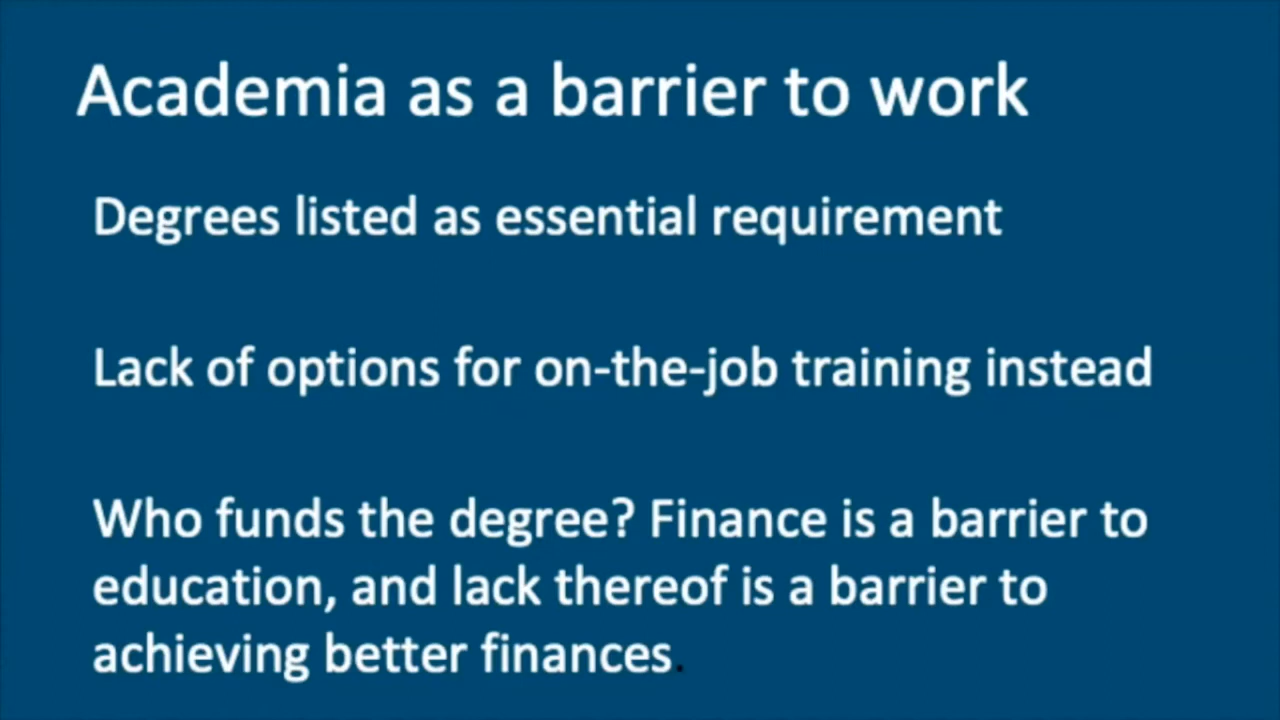 Academia as a barrier to work
Degrees listed as essential requirement
Lack of options for on-the-job training instead
Who funds the degree? Finance is a barrier to
education, and lack thereof is a barrier to
achieving better finances.